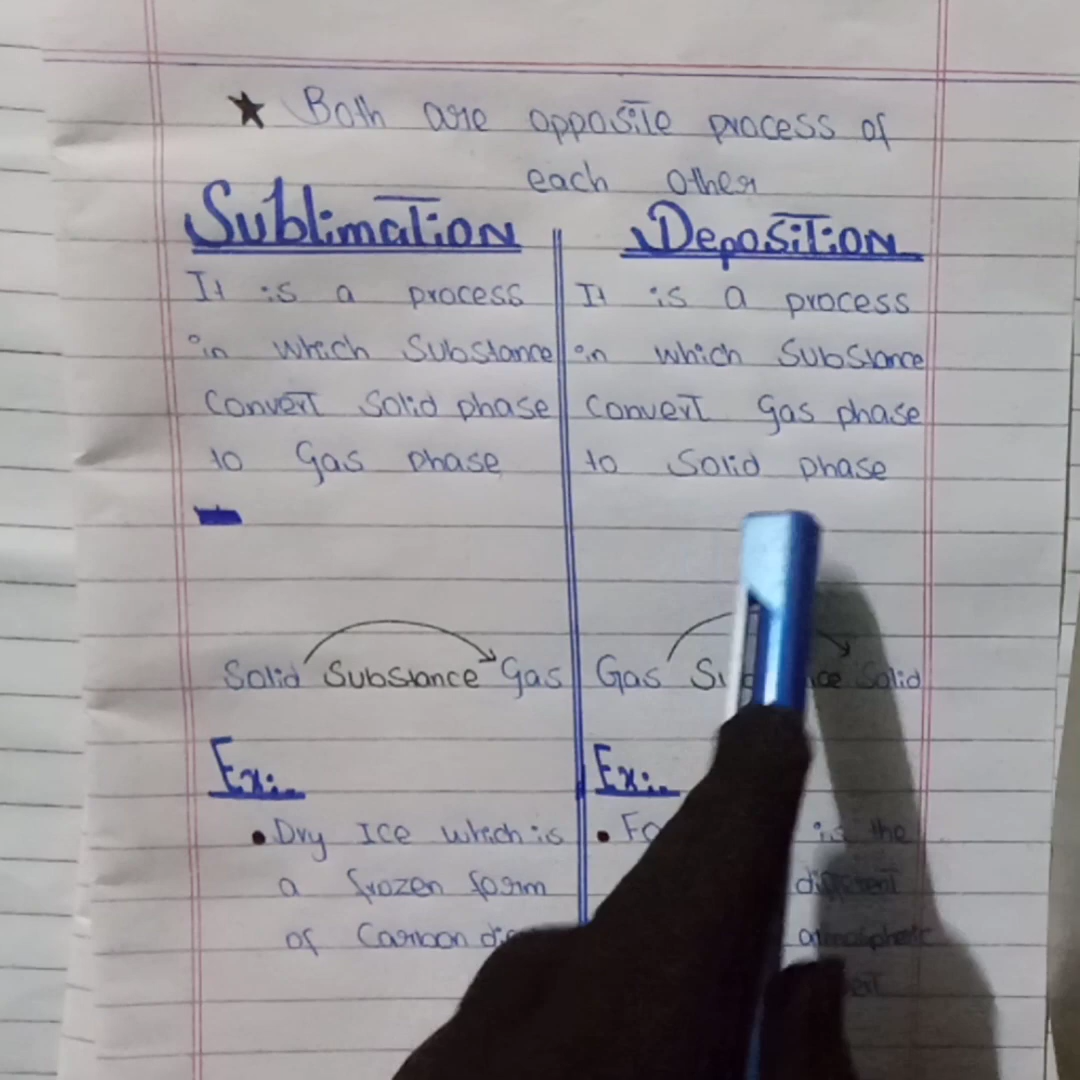 ★ Both are opposite process of
each other
Sublimation
It is a process
in which Substance
Convert Solid phase
to Gas phase
Solid Substance Gas
Ex:-
• Dry Ice which is
a frozen form
of Carbon
Deposition
It is a process
in which Substance
Convert Gas phase
to Solid phase
Gas Solid
Ex:-
• is the
different
atmospheric